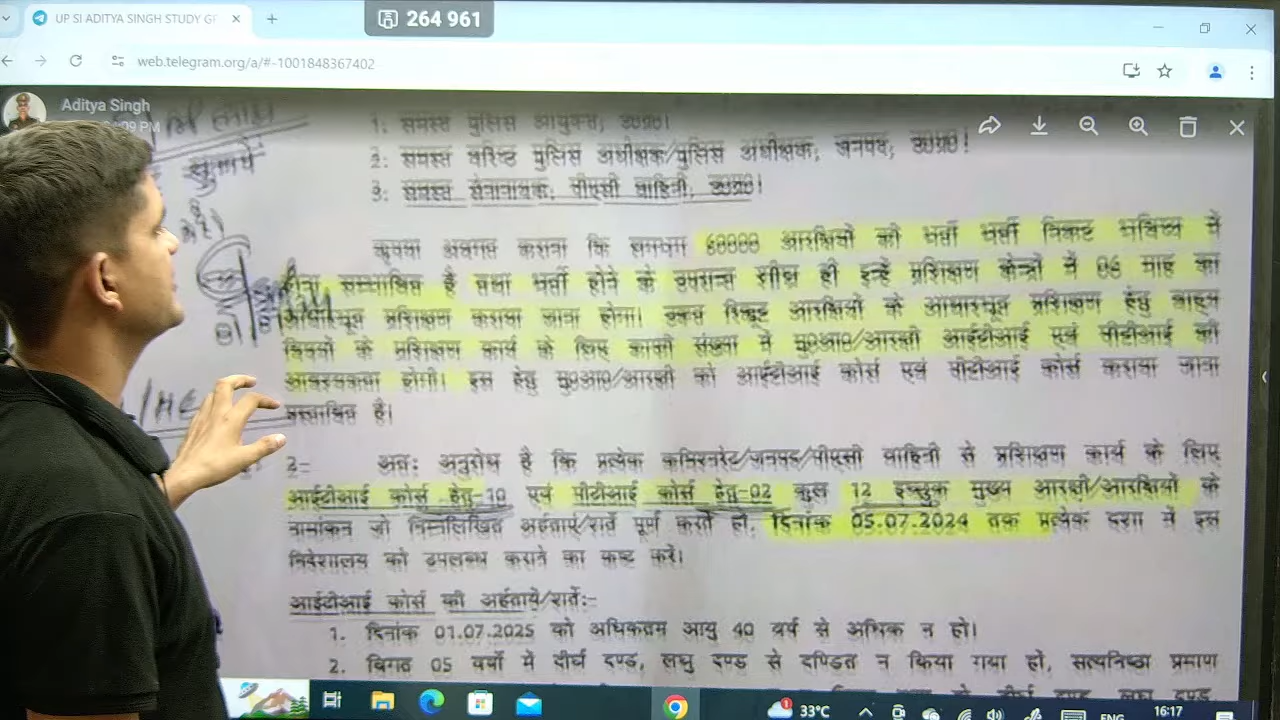 UP SI ADITYA SINGH STUDY GF
264 961
web.telegram.org/a/#-1001848367402
Aditya Singh
:09 PM
1. समस्त पुलिस आयुक्त, उ0प्र0।
2. समस्त वरिष्ठ पुलिस अधीक्षक/पुलिस अधीक्षक, जनपद, उ0प्र0।
3. समस्त सेनानायक, पीएसी वाहिनी, उ0प्र0।
कृपया अवगत कराना कि लगभग 60000 आरक्षियों की भर्ती भर्ती निकट भविष्य में
होना सम्भावित है तथा भर्ती होने के उपरान्त शीघ्र ही इन्हें प्रशिक्षण केन्द्रों में 06 माह का
आधारभूत प्रशिक्षण कराया जाना होगा। उक्त रिक्रूट आरक्षियों के आधारभूत प्रशिक्षण हेतु वाह्य
विषयों के प्रशिक्षण कार्य के लिए काफी संख्या में मु0आ0/आरक्षी आईटीआई एवं पीटीआई की
आवश्यकता होगी। इस हेतु मु0आ0/आरक्षी को आईटीआई कोर्स एवं पीटीआई कोर्स कराया जाना
प्रस्तावित है।
2- अतः अनुरोध है कि प्रत्येक कमिश्नरेट/जनपद/पीएसी वाहिनी से प्रशिक्षण कार्य के लिए
आईटीआई कोर्स हेतु-10 एवं पीटीआई कोर्स हेतु-02 कुल 12 इच्छुक मुख्य आरक्षी/आरक्षियों के
नामांकन जो निम्नलिखित अर्हतायें/शर्ते पूर्ण करते हों, दिनांक 05.07.2024 तक प्रत्येक दशा में इस
निदेशालय को उपलब्ध कराने का कष्ट करें।
आईटीआई कोर्स की अर्हतायें/शर्तें:-
1. दिनांक 01.07.2025 को अधिकतम आयु 40 वर्ष से अधिक न हो।
2. विगत 05 वर्षों में दीर्घ दण्ड, लघु दण्ड से दण्डित न किया गया हो, सत्यनिष्ठा प्रमाण
33°C
ENG
16:17